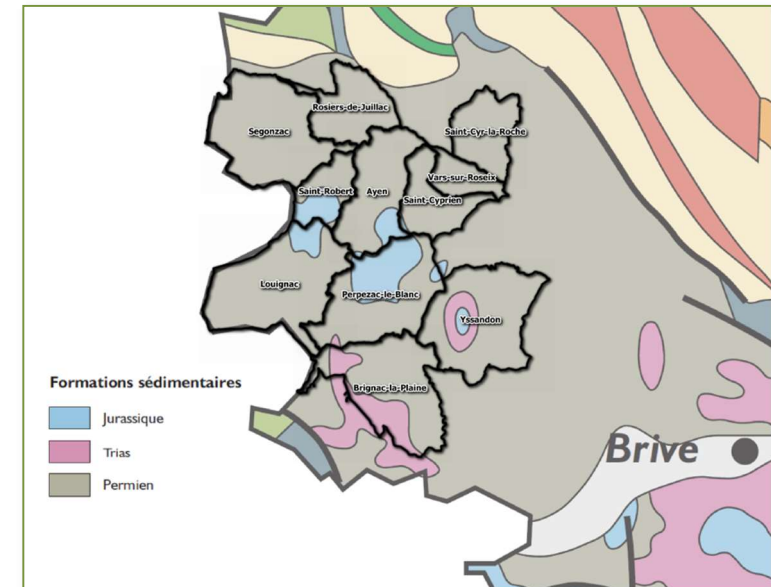 Rosiers-de-Juillac
Segonzac
Saint-Cyr-la-Roche
Vars-sur-Roseix
Saint-Robert
Ayen
Saint-Cyprien
Louignac
Perpezac-le-Blanc
Yssandon
Brignac-la-Plaine
Formations sédimentaires
Jurassique
Trias
Permien
Brive